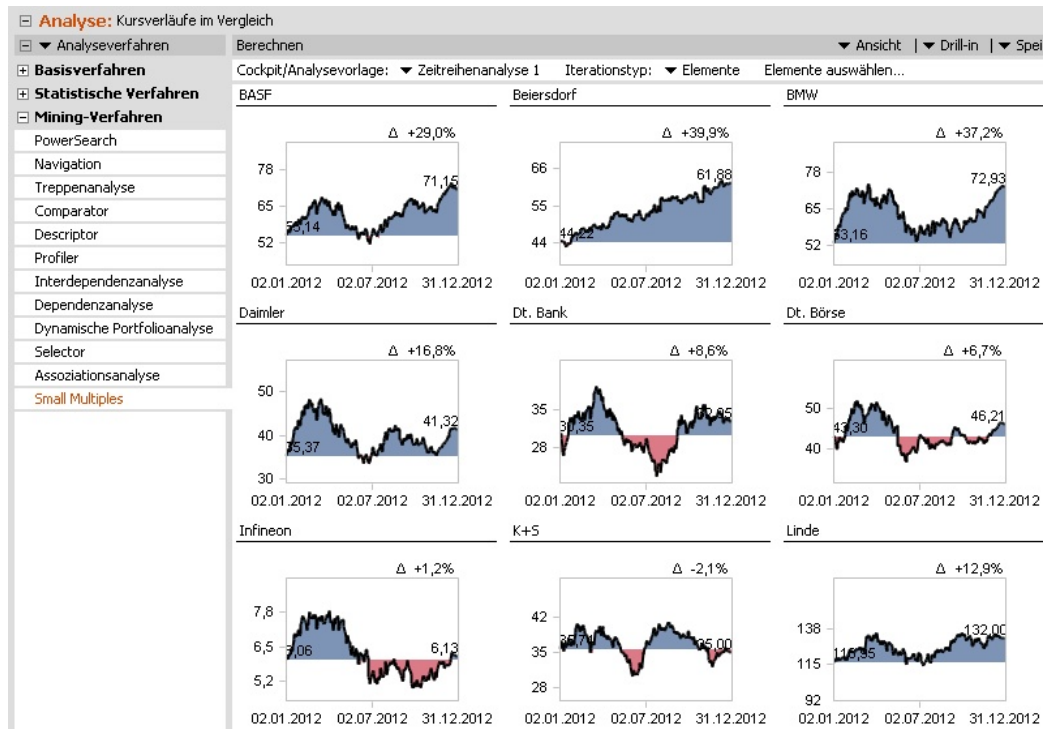 Analyse: Kursverläufe im Vergleich
Analyseverfahren
Berechnen
Ansicht | Drill-in | Spei
Basisverfahren
Statistische Verfahren
Mining-Verfahren
PowerSearch
Navigation
Treppenanalyse
Comparator
Descriptor
Profiler
Interdependenzanalyse
Dependenzanalyse
Dynamische Portfolioanalyse
Selector
Assoziationsanalyse
Small Multiples
Cockpit/Analysevorlage: Zeitreihenanalyse 1 Iterationstyp: Elemente Elemente auswählen...
BASF
Δ +29,0%
78
65
52
71,15
02.01.2012 02.07.2012 31.12.2012
Beiersdorf
Δ +39,9%
66
55
44
44,22
61,88
02.01.2012 02.07.2012 31.12.2012
BMW
Δ +37,2%
78
65
52
53,16
72,93
02.01.2012 02.07.2012 31.12.2012
Daimler
Δ +16,8%
50
40
30
35,37
41,32
02.01.2012 02.07.2012 31.12.2012
Dt. Bank
Δ +8,6%
35
28
30,35
02.01.2012 02.07.2012 31.12.2012
Dt. Börse
Δ +6,7%
50
40
43,30
46,21
02.01.2012 02.07.2012 31.12.2012
Infineon
Δ +1,2%
7,8
6,5
5,2
6,13
02.01.2012 02.07.2012 31.12.2012
K+S
Δ -2,1%
42
35
28
35,00
02.01.2012 02.07.2012 31.12.2012
Linde
Δ +12,9%
138
115
92
132,00
02.01.2012 02.07.2012 31.12.2012